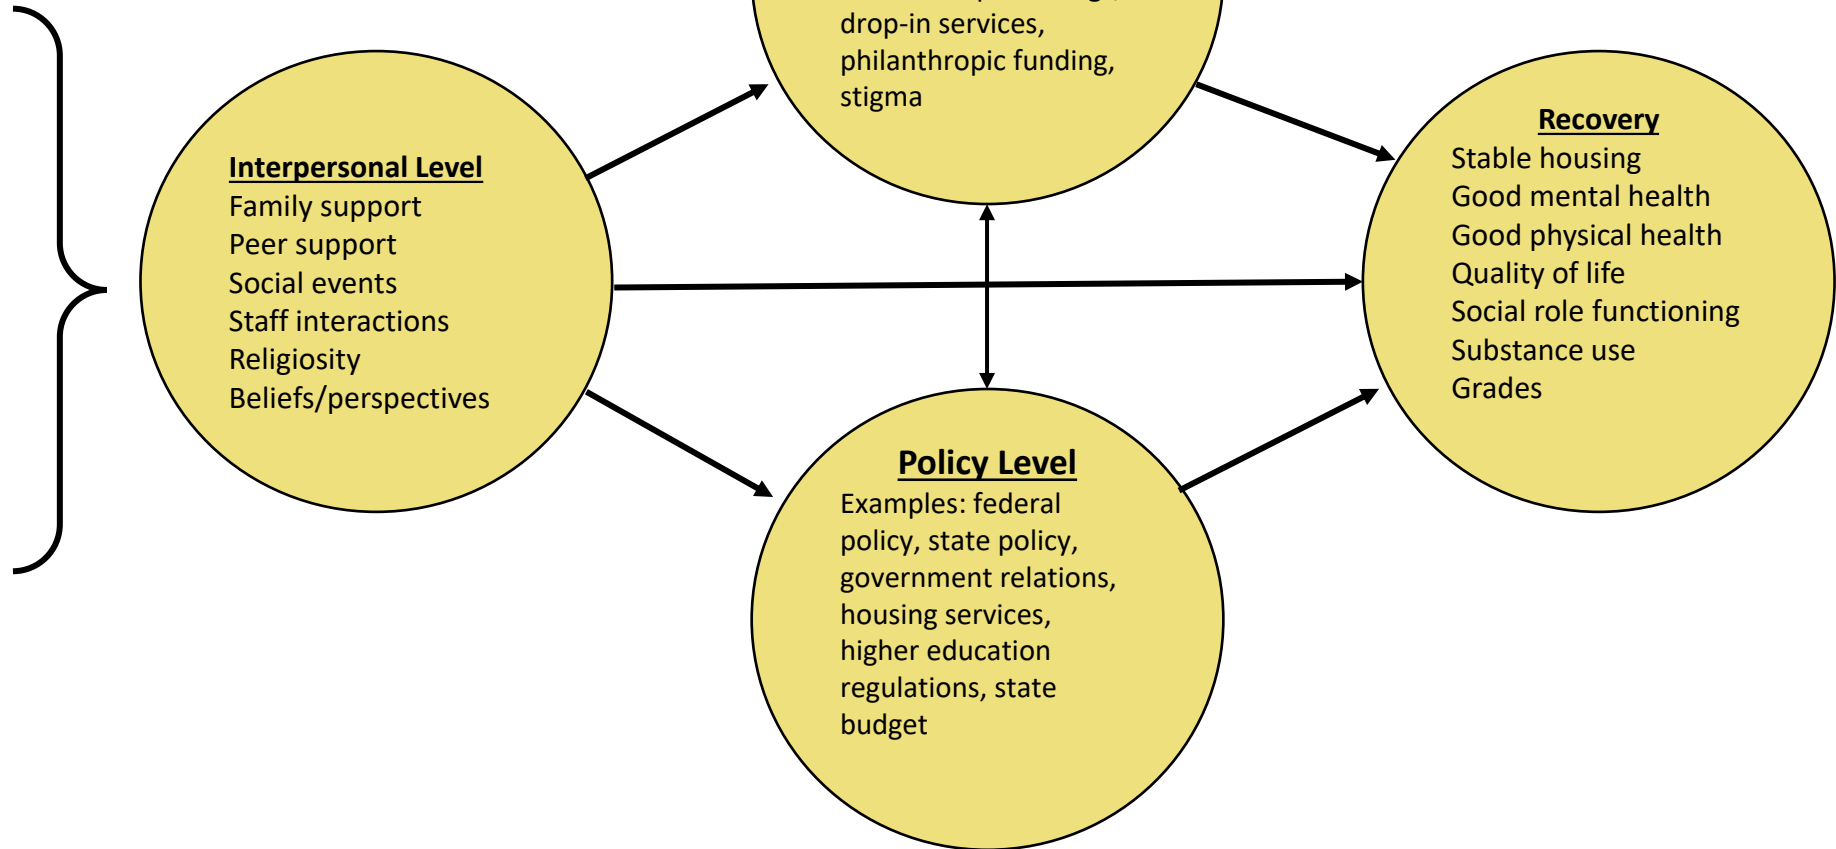 drop-in services,
philanthropic funding,
stigma
Interpersonal Level
Family support
Peer support
Social events
Staff interactions
Religiosity
Beliefs/perspectives
Recovery
Stable housing
Good mental health
Good physical health
Quality of life
Social role functioning
Substance use
Grades
Policy Level
Examples: federal
policy, state policy,
government relations,
housing services,
higher education
regulations, state
budget